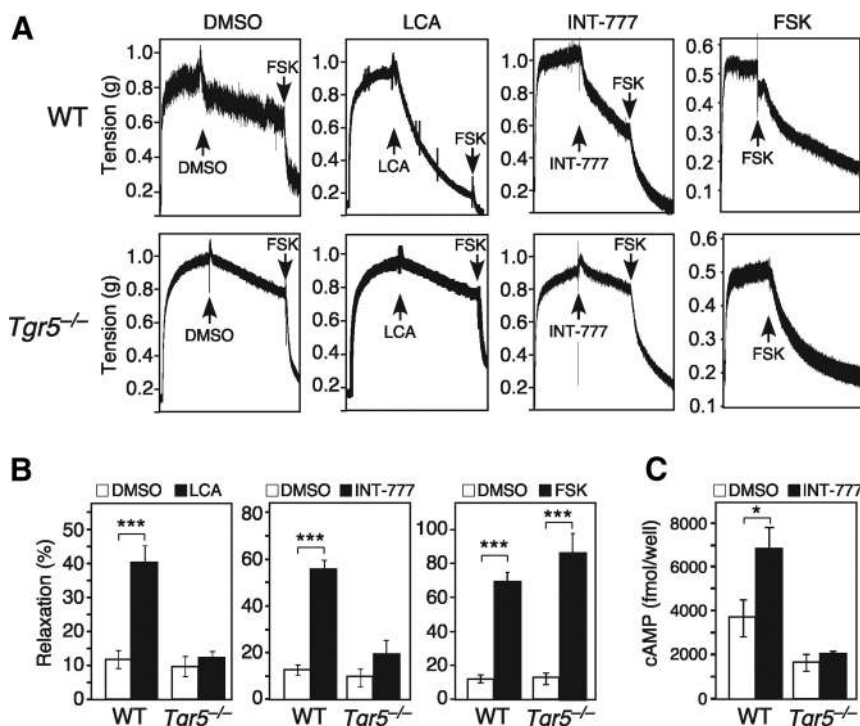 A
DMSO LCA INT-777 FSK
WT
Tension (g)
1.0
0.8
0.6
0.4
0.2
DMSO
FSK
1.0
0.8
0.6
0.4
0.2
LCA
FSK
1.0
0.8
0.6
0.4
0.2
INT-777
FSK
0.6
0.5
0.4
0.3
0.2
0.1
FSK
Tgr5–/–
Tension (g)
1.0
0.8
0.6
0.4
0.2
DMSO
FSK
1.0
0.8
0.6
0.4
0.2
LCA
FSK
1.0
0.8
0.6
0.4
0.2
INT-777
FSK
0.5
0.4
0.3
0.2
0.1
FSK
B
Relaxation (%)
DMSO LCA
50
40
30
20
10
0
***
WT Tgr5–/–
DMSO INT-777
60
40
20
0
***
WT Tgr5–/–
DMSO FSK
100
80
60
40
20
0
***
***
WT Tgr5–/–
C
DMSO INT-777
cAMP (fmol/well)
8000
6000
4000
2000
0
*
WT Tgr5–/–